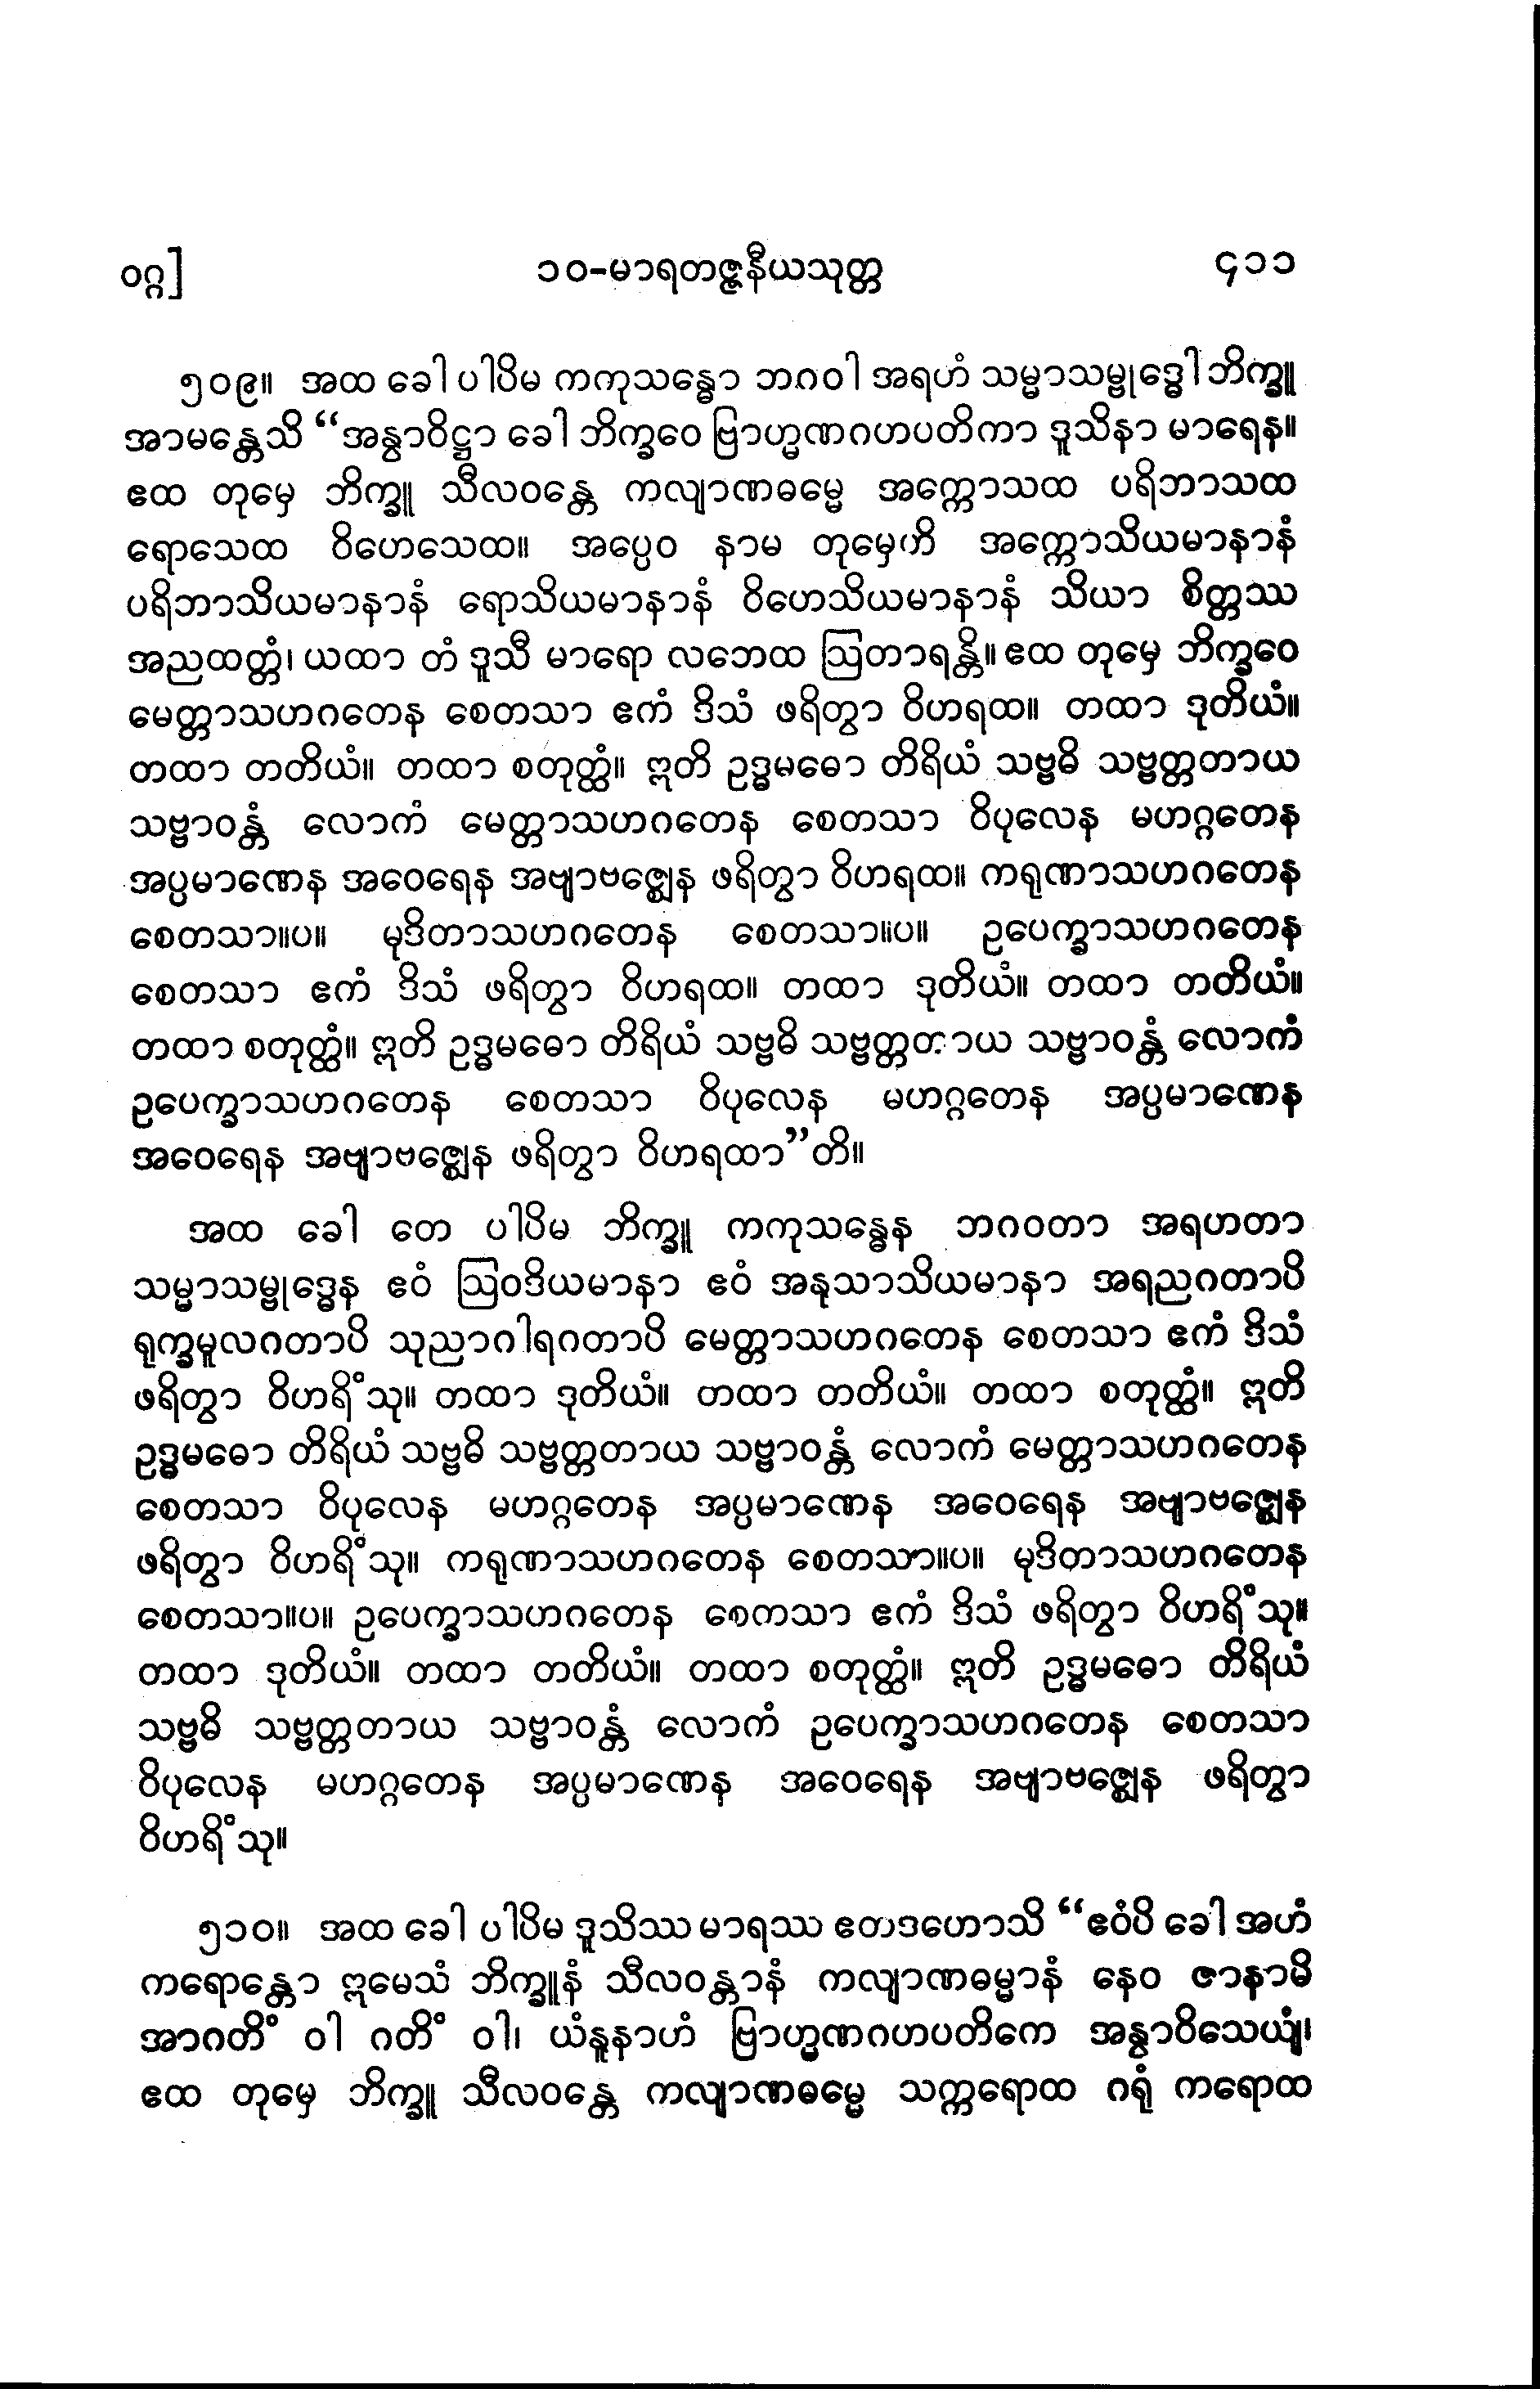 ဝဂ္ဂ] ၁၀-မာရတဇ္ဇနီယသုတ္တ ၄၁၁
၅၀၉။ အထ ခေါ ပါပိမ ကကုသန္ဓော ဘဂဝါ အရဟံ သမ္မာသမ္ဗုဒ္ဓေါ ဘိက္ခူ
အာမန္တေသိ “အနွာဝိဋ္ဌာ ခေါ ဘိက္ခဝေ ဗြာဟ္မဏဂဟပတိကာ ဒူသိနာ မာရေန။
ဧထ တုမှေ ဘိက္ခူ သီလဝန္တေ ကလျာဏဓမ္မေ အက္ကောသထ ပရိဘာသထ
ရောသေထ ဝိဟေသေထ။ အပ္ပေဝ နာမ တုမှေဟိ အက္ကောသိယမာနာနံ
ပရိဘာသိယမာနာနံ ရောသိယမာနာနံ ဝိဟေသိယမာနာနံ သိယာ စိတ္တဿ
အညထတ္တံ၊ ယထာ တံ ဒူသီ မာရော လဘေထ ဩတာရန္တိ။ ဧထ တုမှေ ဘိက္ခဝေ
မေတ္တာသဟဂတေန စေတသာ ဧကံ ဒိသံ ဖရိတွာ ဝိဟရထ။ တထာ ဒုတိယံ။
တထာ တတိယံ။ တထာ စတုတ္ထံ။ ဣတိ ဥဒ္ဓမဓော တိရိယံ သဗ္ဗဓိ သဗ္ဗတ္တတာယ
သဗ္ဗာဝန္တံ လောကံ မေတ္တာသဟဂတေန စေတသာ ဝိပုလေန မဟဂ္ဂတေန
အပ္ပမာဏေန အဝေရေန အဗျာဗဇ္ဈေန ဖရိတွာ ဝိဟရထ။ ကရုဏာသဟဂတေန
စေတသာ။ပ။ မုဒိတာသဟဂတေန စေတသာ။ပ။ ဥပေက္ခာသဟဂတေန
စေတသာ ဧကံ ဒိသံ ဖရိတွာ ဝိဟရထ။ တထာ ဒုတိယံ။ တထာ တတိယံ။
တထာ စတုတ္ထံ။ ဣတိ ဥဒ္ဓမဓော တိရိယံ သဗ္ဗဓိ သဗ္ဗတ္တတာယ သဗ္ဗာဝန္တံ လောကံ
ဥပေက္ခာသဟဂတေန စေတသာ ဝိပုလေန မဟဂ္ဂတေန အပ္ပမာဏေန
အဝေရေန အဗျာဗဇ္ဈေန ဖရိတွာ ဝိဟရထာ”တိ။
အထ ခေါ တေ ပါပိမ ဘိက္ခူ ကကုသန္ဓေန ဘဂဝတာ အရဟတာ
သမ္မာသမ္ဗုဒ္ဓေန ဧဝံ ဩဝဒိယမာနာ ဧဝံ အနုသာသိယမာနာ အရညဂတာပိ
ရုက္ခမူလဂတာပိ သုညာဂါရဂတာပိ မေတ္တာသဟဂတေန စေတသာ ဧကံ ဒိသံ
ဖရိတွာ ဝိဟရိံသု။ တထာ ဒုတိယံ။ တထာ တတိယံ။ တထာ စတုတ္ထံ။ ဣတိ
ဥဒ္ဓမဓော တိရိယံ သဗ္ဗဓိ သဗ္ဗတ္တတာယ သဗ္ဗာဝန္တံ လောကံ မေတ္တာသဟဂတေန
စေတသာ ဝိပုလေန မဟဂ္ဂတေန အပ္ပမာဏေန အဝေရေန အဗျာဗဇ္ဈေန
ဖရိတွာ ဝိဟရိံသု။ ကရုဏာသဟဂတေန စေတသာ။ပ။ မုဒိတာသဟဂတေန
စေတသာ။ပ။ ဥပေက္ခာသဟဂတေန စေတသာ ဧကံ ဒိသံ ဖရိတွာ ဝိဟရိံသု။
တထာ ဒုတိယံ။ တထာ တတိယံ။ တထာ စတုတ္ထံ။ ဣတိ ဥဒ္ဓမဓော တိရိယံ
သဗ္ဗဓိ သဗ္ဗတ္တတာယ သဗ္ဗာဝန္တံ လောကံ ဥပေက္ခာသဟဂတေန စေတသာ
ဝိပုလေန မဟဂ္ဂတေန အပ္ပမာဏေန အဝေရေန အဗျာဗဇ္ဈေန ဖရိတွာ
ဝိဟရိံသု။
၅၁၀။ အထ ခေါ ပါပိမ ဒူသိဿ မာရဿ ဧတဒဟောသိ “ဧဝံပိ ခေါ အဟံ
ကရောန္တော ဣမေသံ ဘိက္ခူနံ သီလဝန္တာနံ ကလျာဏဓမ္မာနံ နေဝ ဇာနာမိ
အာဂတိံ ဝါ ဂတိံ ဝါ၊ ယံနူနာဟံ ဗြာဟ္မဏဂဟပတိကေ အနွာဝိသေယျံ၊
ဧထ တုမှေ ဘိက္ခူ သီလဝန္တေ ကလျာဏဓမ္မေ သက္ကရောထ ဂရုံ ကရောထ